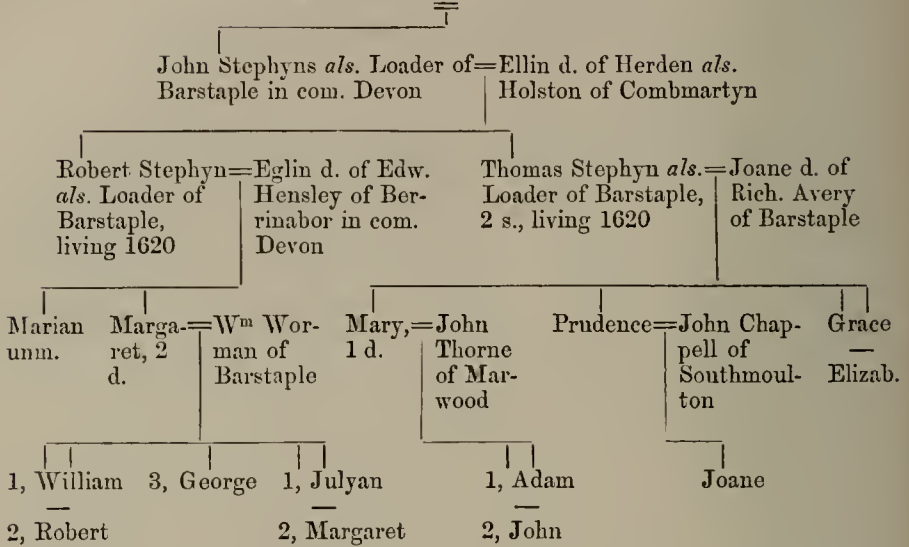 John Stephyns als. Loader of=Ellin d. of Herden als.
Barstaple in com. Devon Holston of Combmartyn
Robert Stephyn=Eglin d. of Edw. Thomas Stephyn als.=Joane d. of
als. Loader of Hensley of Ber- Loader of Barstaple, Rich. Avery
Barstaple, rinabor in com. 2 s., living 1620 of Barstaple
living 1620 Devon
Marian Marga-=Wm Wor- Mary,=John Prudence=John Chap- Grace
unm. ret, 2 man of 1 d. Thorne pell of —
d. Barstaple of Mar- Southmoul- Elizab.
wood ton
1, William 3, George 1, Julyan 1, Adam Joane
— — —
2, Robert 2, Margaret 2, John